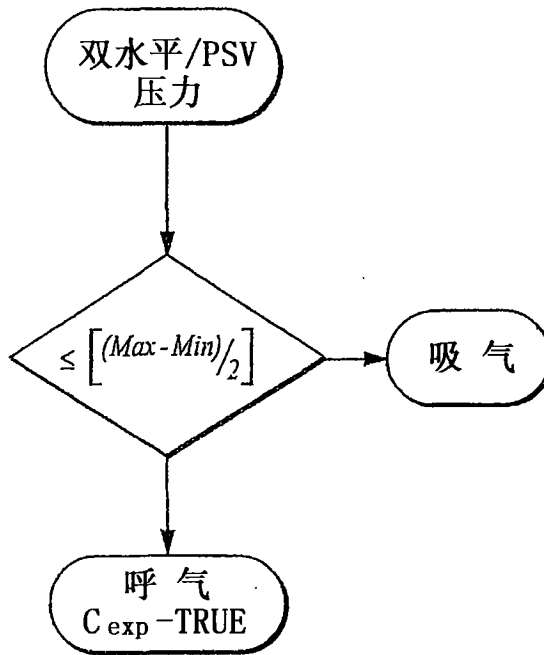 双水平/PSV
压力
≤ [(Max-Min)/2]
吸 气
呼 气
C exp -TRUE